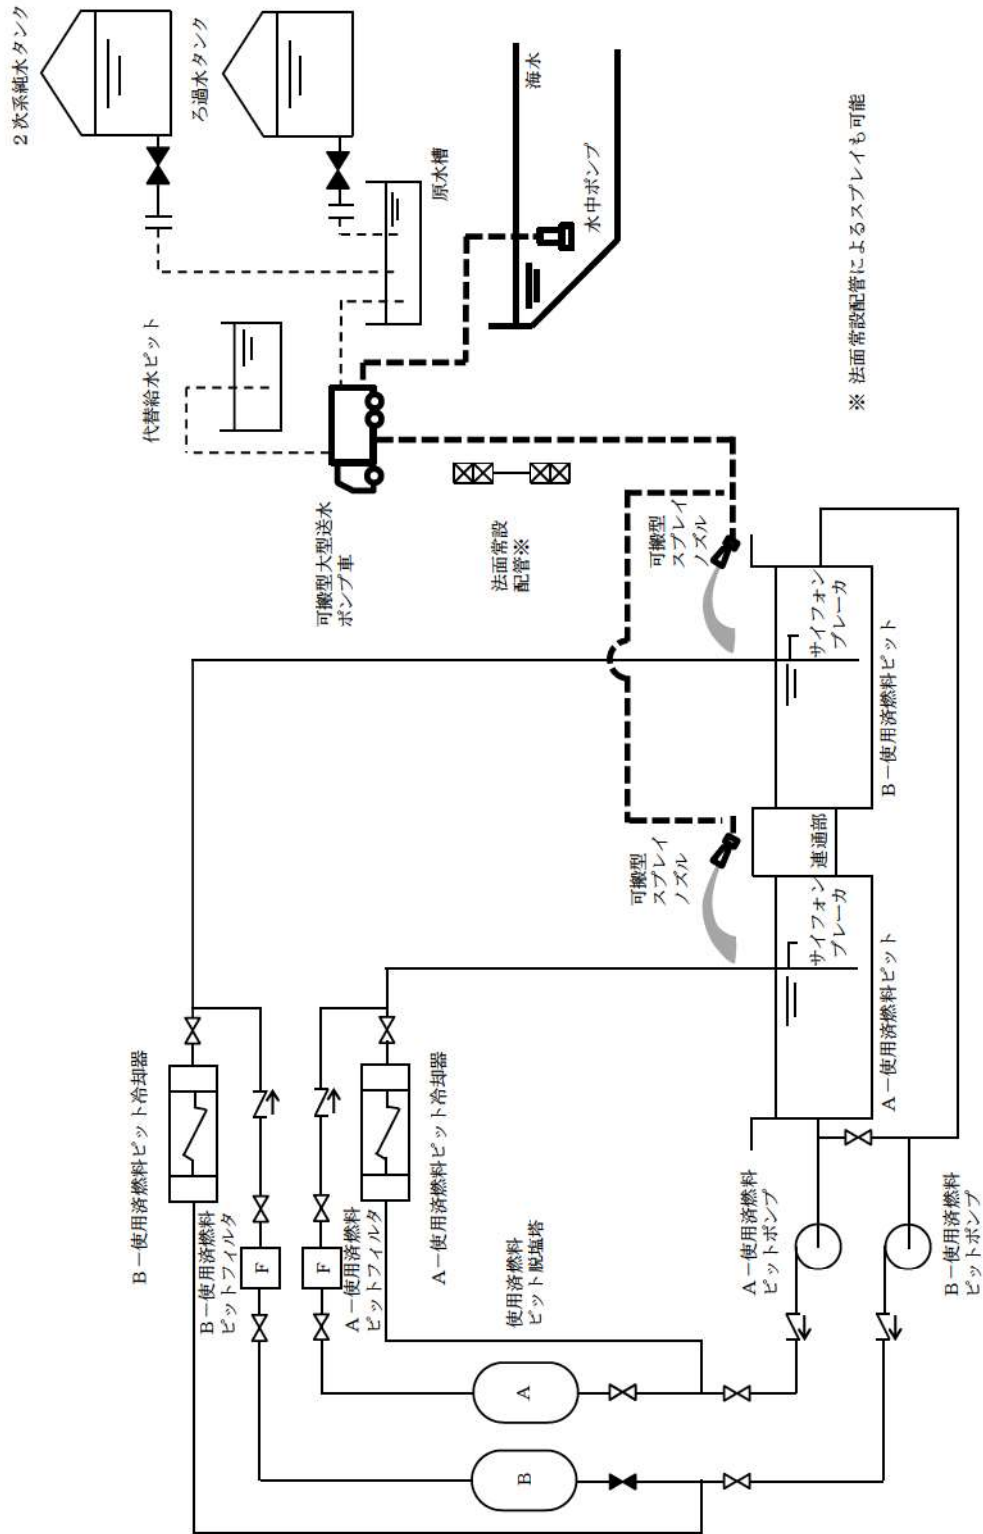 2次系純水タンク
ろ過水タンク
原水槽
海水
水中ポンプ
代替給水ピット
可搬型大型送水
ポンプ車
法面常設
配管※
可搬型
スプレイ
ノズル
可搬型
スプレイ
ノズル
※ 法面常設配管によるスプレイも可能
サイフォン
ブレーカ
B-使用済燃料ピット
連通部
サイフォン
ブレーカ
A-使用済燃料ピット
B-使用済燃料ピット冷却器
B-使用済燃料
ピットフィルタ
F
F
A-使用済燃料
ピットフィルタ
A-使用済燃料ピット冷却器
使用済燃料
ピット脱塩塔
A
B
A-使用済燃料
ピットポンプ
B-使用済燃料
ピットポンプ